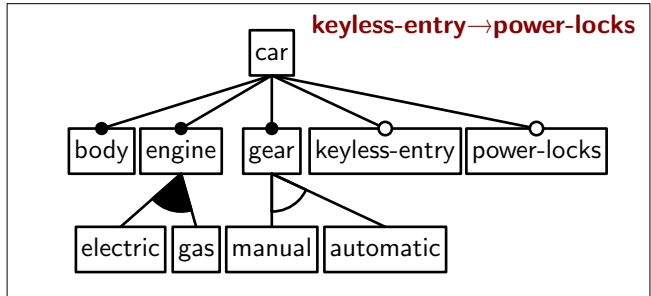 keyless-entry→power-locks
car
body engine gear keyless-entry power-locks
electric gas manual automatic